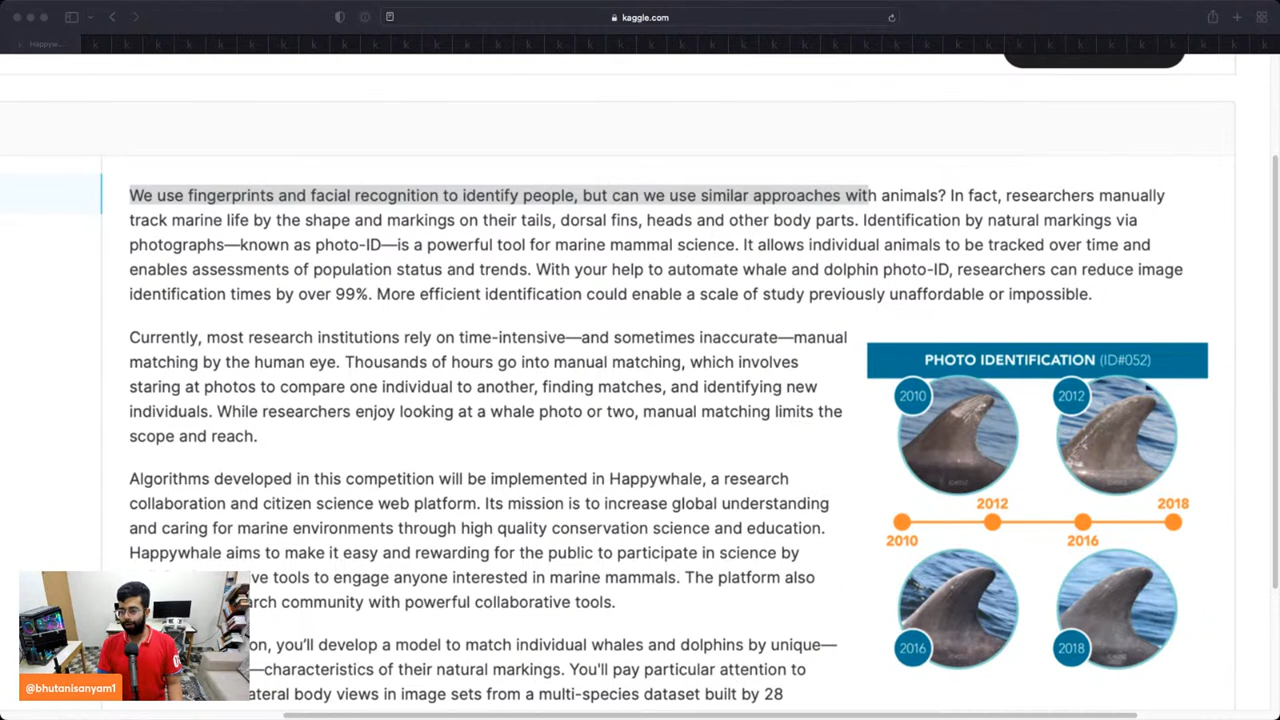 kaggle.com
Happyw...
We use fingerprints and facial recognition to identify people, but can we use similar approaches with animals? In fact, researchers manually
track marine life by the shape and markings on their tails, dorsal fins, heads and other body parts. Identification by natural markings via
photographs—known as photo-ID—is a powerful tool for marine mammal science. It allows individual animals to be tracked over time and
enables assessments of population status and trends. With your help to automate whale and dolphin photo-ID, researchers can reduce image
identification times by over 99%. More efficient identification could enable a scale of study previously unaffordable or impossible.
Currently, most research institutions rely on time-intensive—and sometimes inaccurate—manual
matching by the human eye. Thousands of hours go into manual matching, which involves
staring at photos to compare one individual to another, finding matches, and identifying new
individuals. While researchers enjoy looking at a whale photo or two, manual matching limits the
scope and reach.
Algorithms developed in this competition will be implemented in Happywhale, a research
collaboration and citizen science web platform. Its mission is to increase global understanding
and caring for marine environments through high quality conservation science and education.
Happywhale aims to make it easy and rewarding for the public to participate in science by
ve tools to engage anyone interested in marine mammals. The platform also
rch community with powerful collaborative tools.
on, you'll develop a model to match individual whales and dolphins by unique—
—characteristics of their natural markings. You'll pay particular attention to
ateral body views in image sets from a multi-species dataset built by 28
PHOTO IDENTIFICATION (ID#052)
2010
2012
2012
2018
2010
2016
2016
2018
@bhutanisanyam1